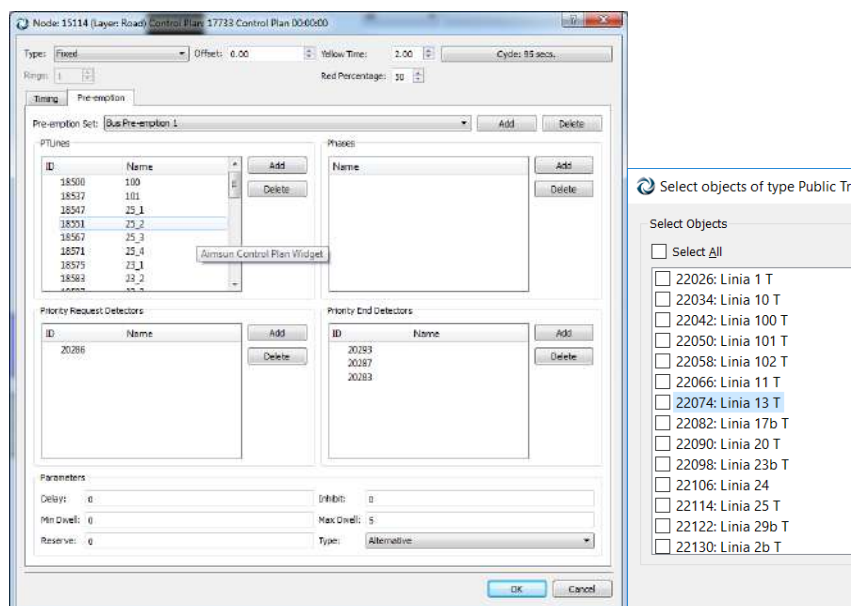 Node: 15114 (Layer: Road) Control Plan: 17733 Control Plan 00:00:00
Type: Fixed Offset: 0.00 Yellow Time: 2.00 Cycle: 95 secs.
Rings: 1 Red Percentage: 50
Timing Pre-emption
Pre-emption Set: Bus Pre-emption 1 Add Delete
PTLines
ID Name Add
18500 100 Delete
18537 101
18547 25_1
18551 25_2
18567 25_3
18571 25_4
18575 23_1
18583 23_2
Aimsun Control Plan Widget
Phases
Name Add
Delete
Priority Request Detectors
ID Name Add
20286 Delete
Priority End Detectors
ID Name Add
20293 Delete
20287
20283
Parameters
Delay: 0 Inhibit: 0
Min Dwell: 0 Max Dwell: 5
Reserve: 0 Type: Alternative
OK Cancel
Select objects of type Public Tr
Select Objects
Select All
22026: Linia 1 T
22034: Linia 10 T
22042: Linia 100 T
22050: Linia 101 T
22058: Linia 102 T
22066: Linia 11 T
22074: Linia 13 T
22082: Linia 17b T
22090: Linia 20 T
22098: Linia 23b T
22106: Linia 24
22114: Linia 25 T
22122: Linia 29b T
22130: Linia 2b T